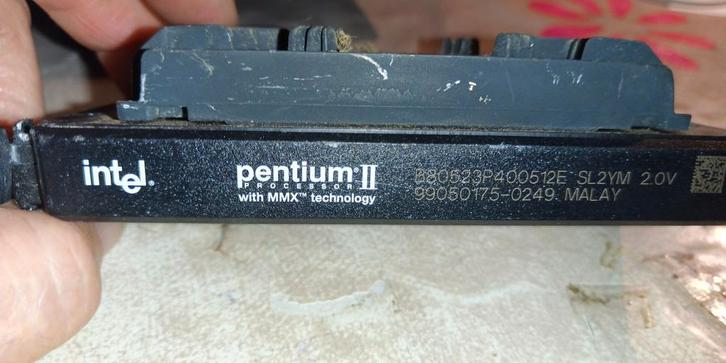 intel®
pentium® II
PROCESSOR
with MMX™ technology
B80523P400512E SL2YM 2.0V
99050175-0249 MALAY